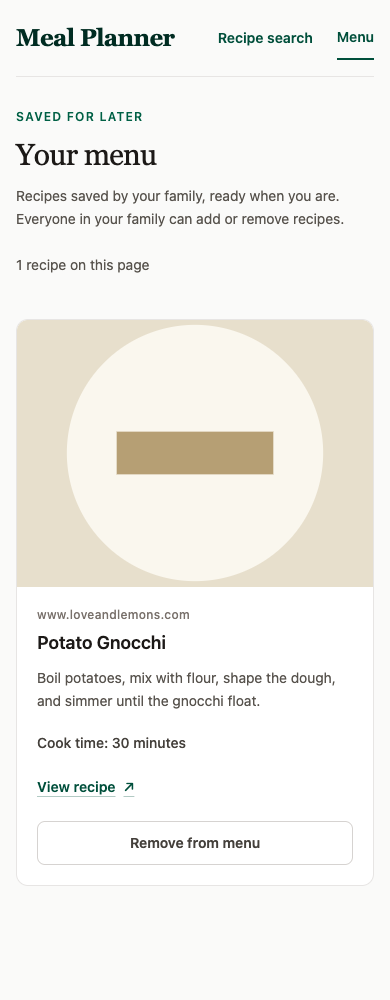 Meal Planner
Recipe search
Menu
SAVED FOR LATER
Your menu
Recipes saved by your family, ready when you are.
Everyone in your family can add or remove recipes.
1 recipe on this page
www.loveandlemons.com
Potato Gnocchi
Boil potatoes, mix with flour, shape the dough,
and simmer until the gnocchi float.
Cook time: 30 minutes
View recipe ↗
Remove from menu